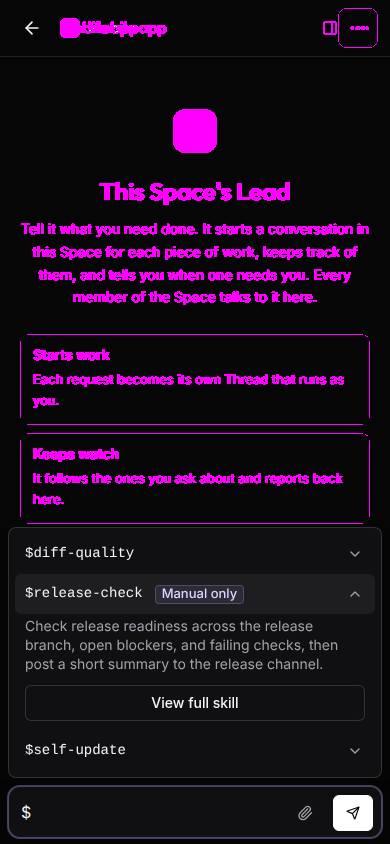 This Space's Lead
Tell it what you need done. It starts a conversation in
this Space for each piece of work, keeps track of
them, and tells you when one needs you. Every
member of the Space talks to it here.
Starts work
Each request becomes its own Thread that runs as
you.
Keeps watch
It follows the ones you ask about and reports back
here.
$diff-quality
$release-check Manual only
Check release readiness across the release
branch, open blockers, and failing checks, then
post a short summary to the release channel.
View full skill
$self-update
$